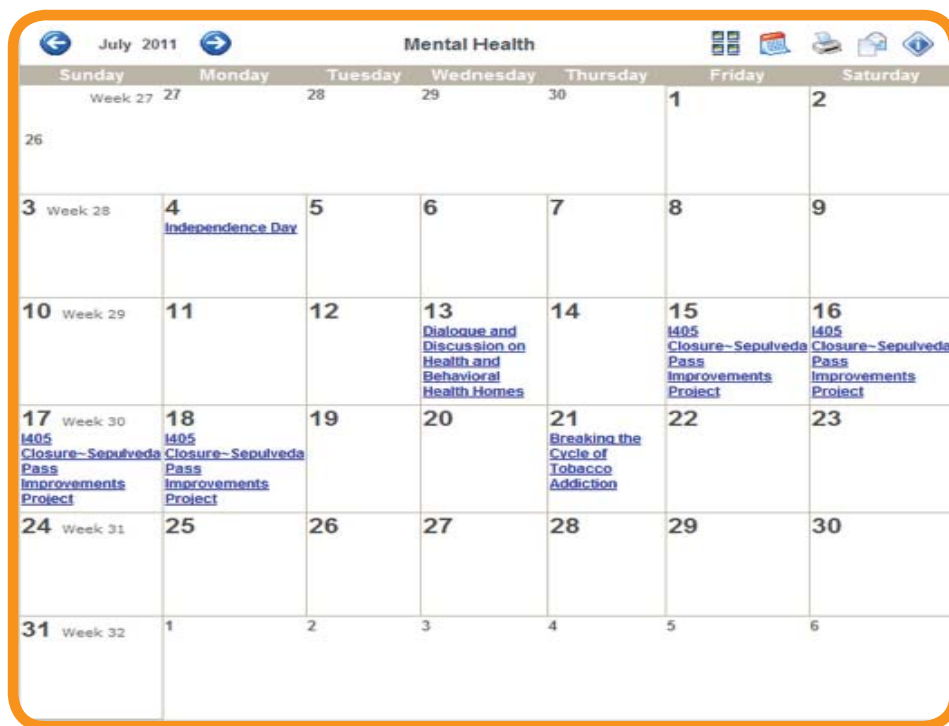 July 2011
Mental Health
Sunday Monday Tuesday Wednesday Thursday Friday Saturday
Week 27 27 28 29 30 1 2
26
3 Week 28 4 5 6 7 8 9
Independence Day
10 Week 29 11 12 13 14 15 16
Dialogue and I405 I405
Discussion on Closure~Sepulveda Closure~Sepulveda
Health and Pass Pass
Behavioral Improvements Improvements
Health Homes Project Project
17 Week 30 18 19 20 21 22 23
I405 I405 Breaking the
Closure~Sepulveda Closure~Sepulveda Cycle of
Pass Pass Tobacco
Improvements Improvements Addiction
Project Project
24 Week 31 25 26 27 28 29 30
31 Week 32 1 2 3 4 5 6